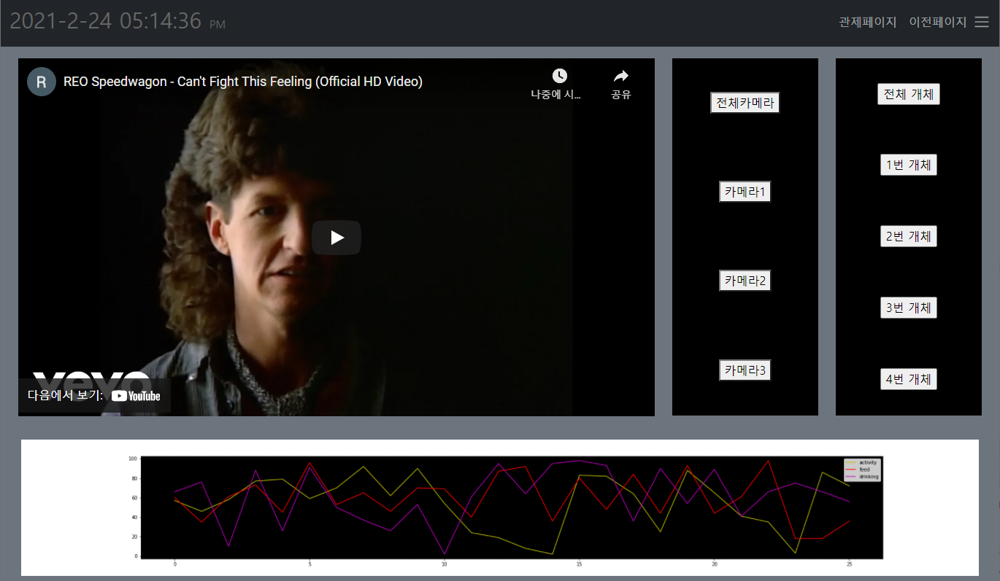 2021-2-24 05:14:36 PM
관제페이지 이전페이지
R
REO Speedwagon - Can't Fight This Feeling (Official HD Video)
나중에 시...
공유
vevo
다음에서 보기: YouTube
전체카메라
카메라1
카메라2
카메라3
전체 개체
1번 개체
2번 개체
3번 개체
4번 개체
100
80
60
40
20
0
0 5 10 15 20 25
activity
feed
drinking